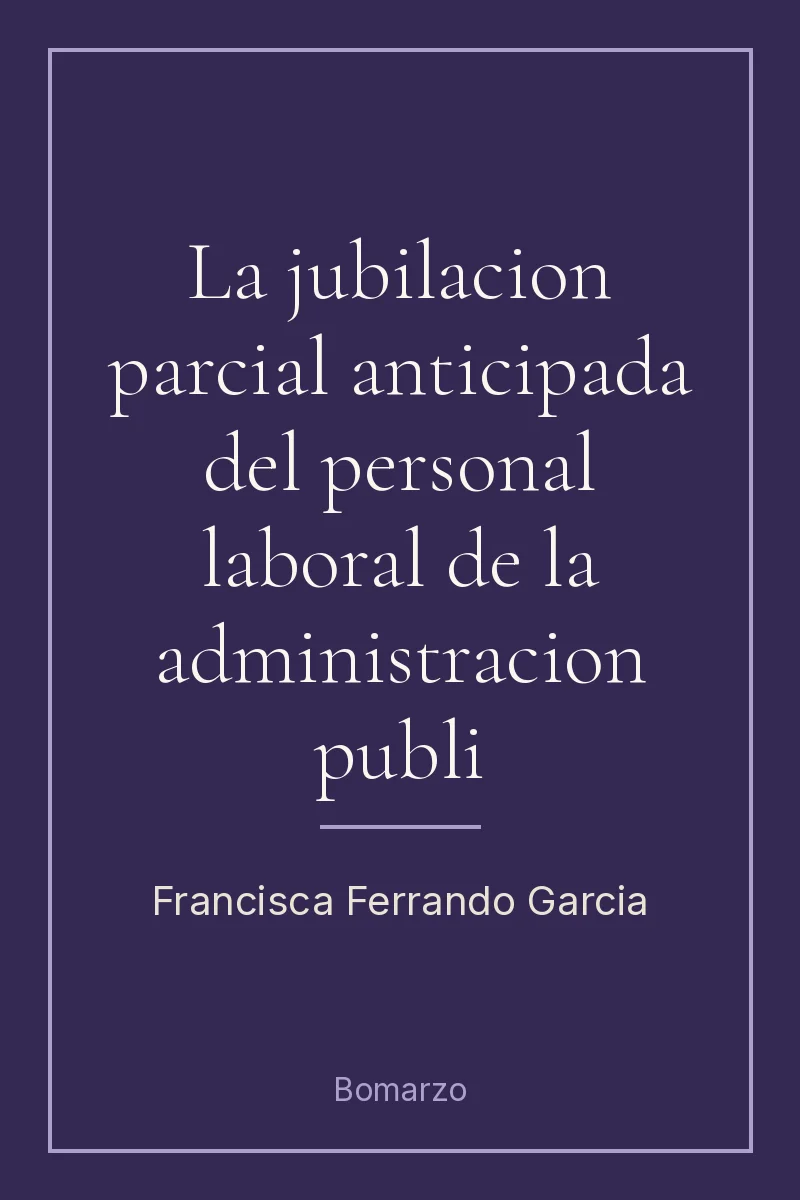 La jubilacion
parcial anticipada
del personal
laboral de la
administracion
publi
Francisca Ferrando Garcia
Bomarzo